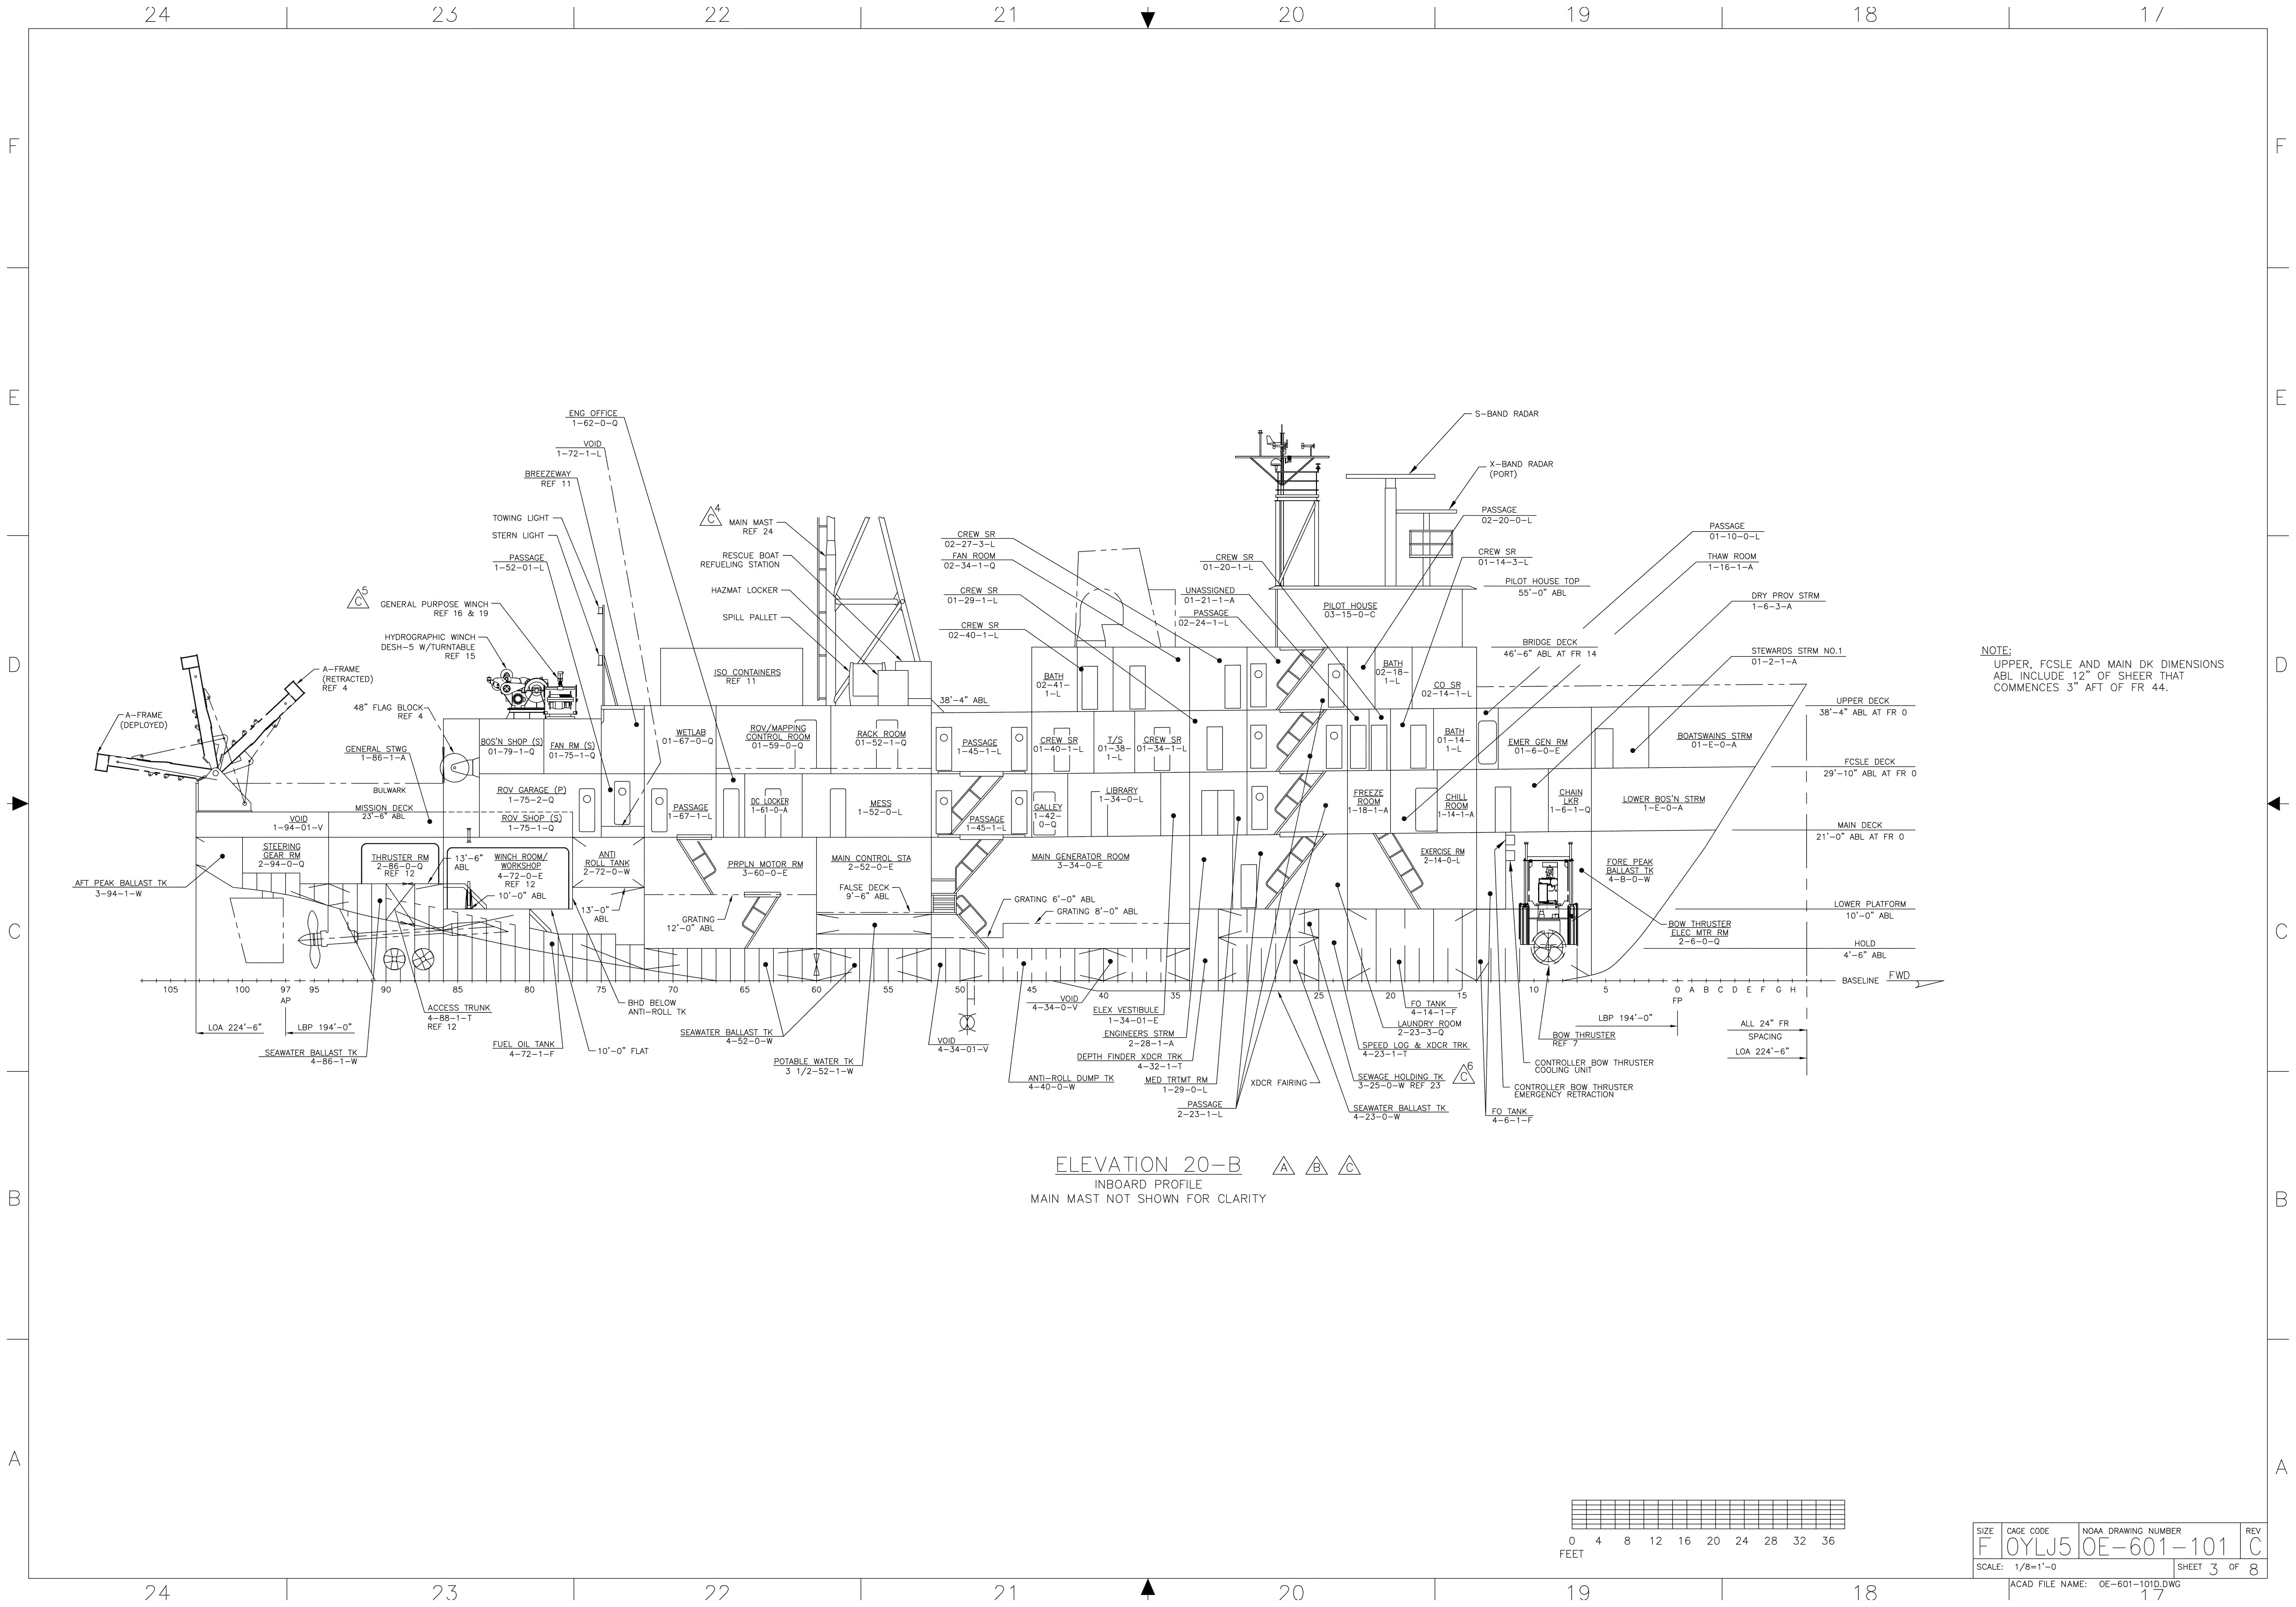 24 23 22 21 20 19 18 17
F
F
E
E
D
D
C
C
B
B
A
A
ENG OFFICE
1-62-0-Q
VOID
1-72-1-L
BREEZEWAY
REF 11
TOWING LIGHT
STERN LIGHT
PASSAGE
1-52-01-L
C 5
GENERAL PURPOSE WINCH
REF 16 & 19
HYDROGRAPHIC WINCH
DESH-5 W/TURNTABLE
REF 15
A-FRAME
(RETRACTED)
REF 4
48" FLAG BLOCK
REF 4
A-FRAME
(DEPLOYED)
GENERAL STWG
1-86-1-A
C 4
MAIN MAST
REF 24
RESCUE BOAT
REFUELING STATION
HAZMAT LOCKER
SPILL PALLET
CREW SR
02-27-3-L
FAN ROOM
02-34-1-Q
CREW SR
01-29-1-L
CREW SR
02-40-1-L
CREW SR
01-20-1-L
UNASSIGNED
01-21-1-A
PASSAGE
02-24-1-L
S-BAND RADAR
X-BAND RADAR
(PORT)
PASSAGE
02-20-0-L
CREW SR
01-14-3-L
PASSAGE
01-10-0-L
THAW ROOM
1-16-1-A
DRY PROV STRM
1-6-3-A
STEWARDS STRM NO.1
01-2-1-A
PILOT HOUSE TOP
55'-0" ABL
PILOT HOUSE
03-15-0-C
BRIDGE DECK
46'-6" ABL AT FR 14
UPPER DECK
38'-4" ABL AT FR 0
FCSLE DECK
29'-10" ABL AT FR 0
MAIN DECK
21'-0" ABL AT FR 0
LOWER PLATFORM
10'-0" ABL
HOLD
4'-6" ABL
BASELINE FWD
NOTE:
UPPER, FCSLE AND MAIN DK DIMENSIONS
ABL INCLUDE 12" OF SHEER THAT
COMMENCES 3" AFT OF FR 44.
ISO CONTAINERS
REF 11
38'-4" ABL
BATH
02-41-
1-L
BATH
02-18-
1-L
CO SR
02-14-1-L
BOS'N SHOP (S)
01-79-1-Q
FAN RM (S)
01-75-1-Q
WETLAB
01-67-0-Q
ROV/MAPPING
CONTROL ROOM
01-59-0-Q
RACK ROOM
01-52-1-Q
PASSAGE
1-45-1-L
CREW SR
01-40-1-L
T/S
01-38-
1-L
CREW SR
01-34-1-L
BATH
01-14-
1-L
EMER GEN RM
01-6-0-E
BOATSWAINS STRM
01-E-0-A
BULWARK
MISSION DECK
23'-6" ABL
ROV GARAGE (P)
1-75-2-Q
ROV SHOP (S)
1-75-1-Q
PASSAGE
1-67-1-L
DC LOCKER
1-61-0-A
MESS
1-52-0-L
PASSAGE
1-45-1-L
GALLEY
1-42-
0-Q
LIBRARY
1-34-0-L
FREEZE
ROOM
1-18-1-A
CHILL
ROOM
1-14-1-A
CHAIN
LKR
1-6-1-Q
LOWER BOS'N STRM
1-E-0-A
VOID
1-94-01-V
STEERING
GEAR RM
2-94-0-Q
THRUSTER RM
2-86-0-Q
REF 12
13'-6"
ABL
WINCH ROOM/
WORKSHOP
4-72-0-E
REF 12
10'-0" ABL
ANTI
ROLL TANK
2-72-0-W
13'-0"
ABL
PRPLN MOTOR RM
3-60-0-E
GRATING
12'-0" ABL
MAIN CONTROL STA
2-52-0-E
FALSE DECK
9'-6" ABL
MAIN GENERATOR ROOM
3-34-0-E
GRATING 6'-0" ABL
GRATING 8'-0" ABL
EXERCISE RM
2-14-0-L
FORE PEAK
BALLAST TK
4-B-0-W
BOW THRUSTER
ELEC MTR RM
2-6-0-Q
AFT PEAK BALLAST TK
3-94-1-W
105 100 97 95 90 85 80 75 70 65 60 55 50 45 40 35 25 20 15 10 5 0 A B C D E F G H
AP
FP
LOA 224'-6"
LBP 194'-0"
SEAWATER BALLAST TK
4-86-1-W
ACCESS TRUNK
4-88-1-T
REF 12
FUEL OIL TANK
4-72-1-F
10'-0" FLAT
BHD BELOW
ANTI-ROLL TK
SEAWATER BALLAST TK
4-52-0-W
POTABLE WATER TK
3 1/2-52-1-W
VOID
4-34-01-V
ANTI-ROLL DUMP TK
4-40-0-W
VOID
4-34-0-V
ELEX VESTIBULE
1-34-01-E
ENGINEERS STRM
2-28-1-A
DEPTH FINDER XDCR TRK
4-32-1-T
MED TRTMT RM
1-29-0-L
PASSAGE
2-23-1-L
XDCR FAIRING
FO TANK
4-14-1-F
LAUNDRY ROOM
2-23-3-Q
SPEED LOG & XDCR TRK
4-23-1-T
SEWAGE HOLDING TK
3-25-0-W REF 23
C 6
SEAWATER BALLAST TK
4-23-0-W
FO TANK
4-6-1-F
BOW THRUSTER
REF 7
CONTROLLER BOW THRUSTER
COOLING UNIT
CONTROLLER BOW THRUSTER
EMERGENCY RETRACTION
LBP 194'-0"
ALL 24" FR
SPACING
LOA 224'-6"
ELEVATION 20-B A B C
INBOARD PROFILE
MAIN MAST NOT SHOWN FOR CLARITY
0 4 8 12 16 20 24 28 32 36
FEET
SIZE CAGE CODE NOAA DRAWING NUMBER REV
F 0YLJ5 OE-601-101 C
SCALE: 1/8=1'-0 SHEET 3 OF 8
ACAD FILE NAME: OE-601-101D.DWG
24 23 22 21 20 19 18 17